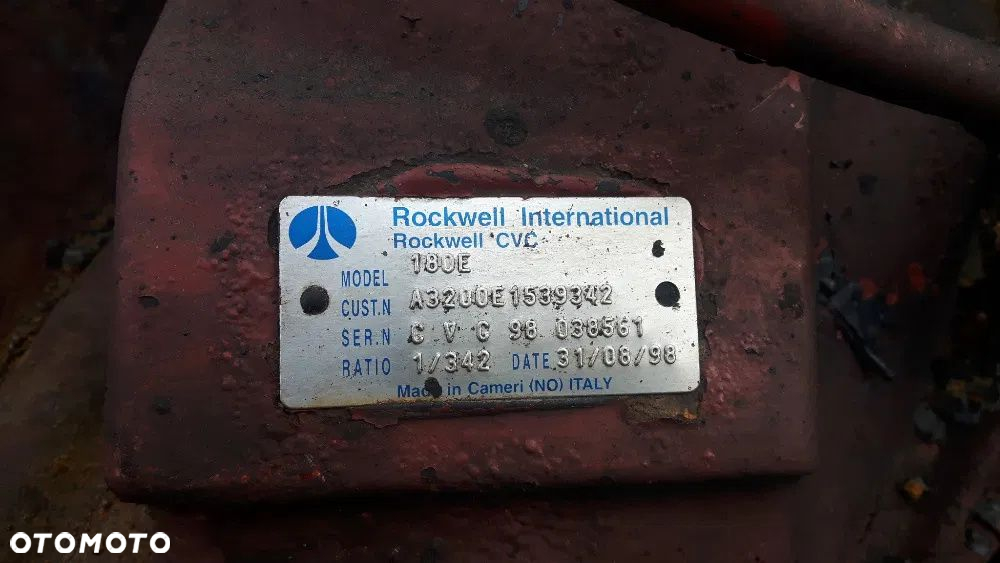 Rockwell International
Rockwell CVC
MODEL 180E
CUST.N A3200E1539342
SER.N C V C 98 038561
RATIO 1/342 DATE 31/08/98
Made in Cameri (NO) ITALY
OTOMOTO